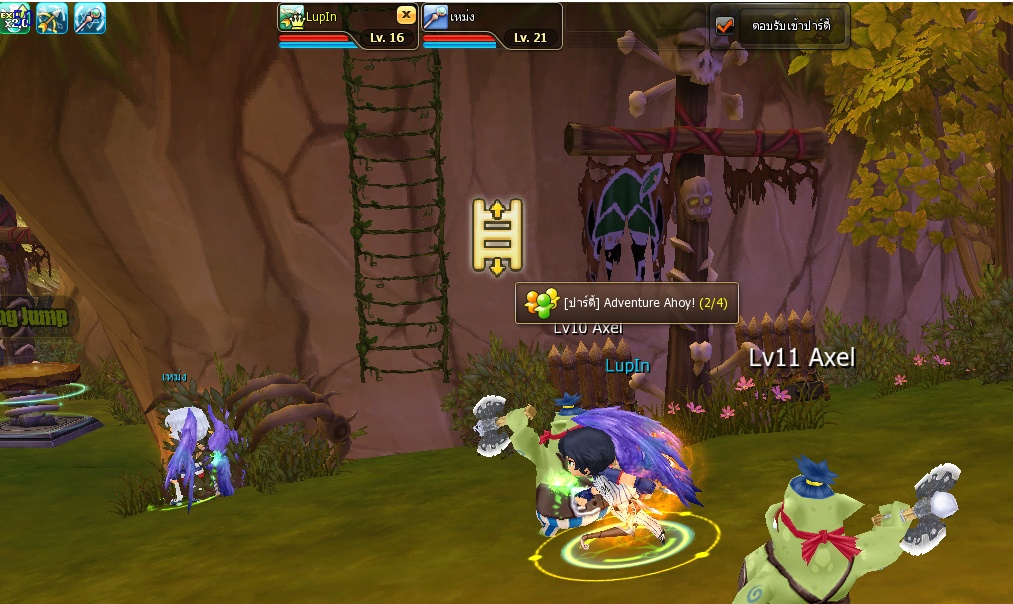 EXP x2.0
LupIn
Lv. 16
เหม่ง
Lv. 21
ตอบรับเข้าปาร์ตี้
[ปาร์ตี้] Adventure Ahoy! (2/4)
Lv10 Axel
LupIn
Lv11 Axel
Jump
เหม่ง